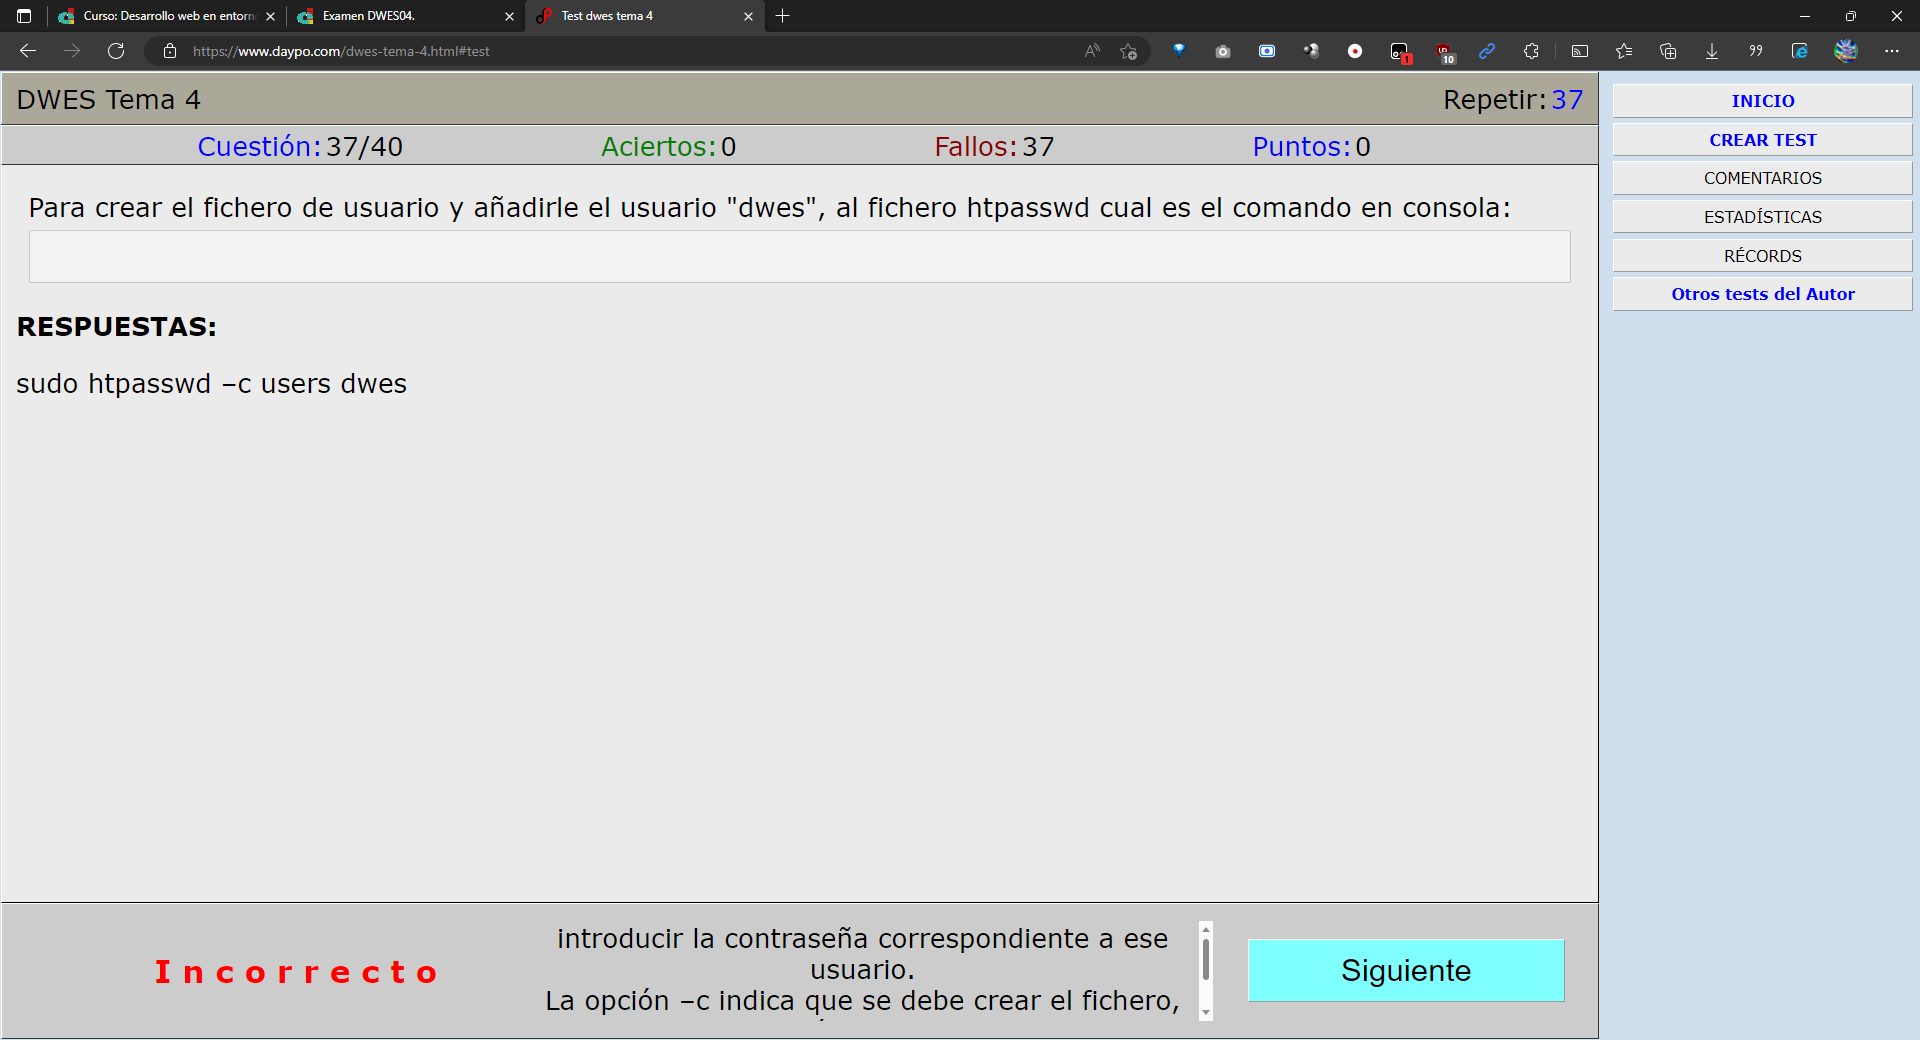 Curso: Desarrollo web en entorno
Examen DWES04.
Test dwes tema 4
https://www.daypo.com/dwes-tema-4.html#test
1
10
DWES Tema 4
Repetir: 37
Cuestión: 37/40
Aciertos: 0
Fallos: 37
Puntos: 0
Para crear el fichero de usuario y añadirle el usuario "dwes", al fichero htpasswd cual es el comando en consola:
RESPUESTAS:
sudo htpasswd –c users dwes
INICIO
CREAR TEST
COMENTARIOS
ESTADÍSTICAS
RÉCORDS
Otros tests del Autor
Incorrecto
introducir la contraseña correspondiente a ese
usuario.
La opción –c indica que se debe crear el fichero,
Siguiente